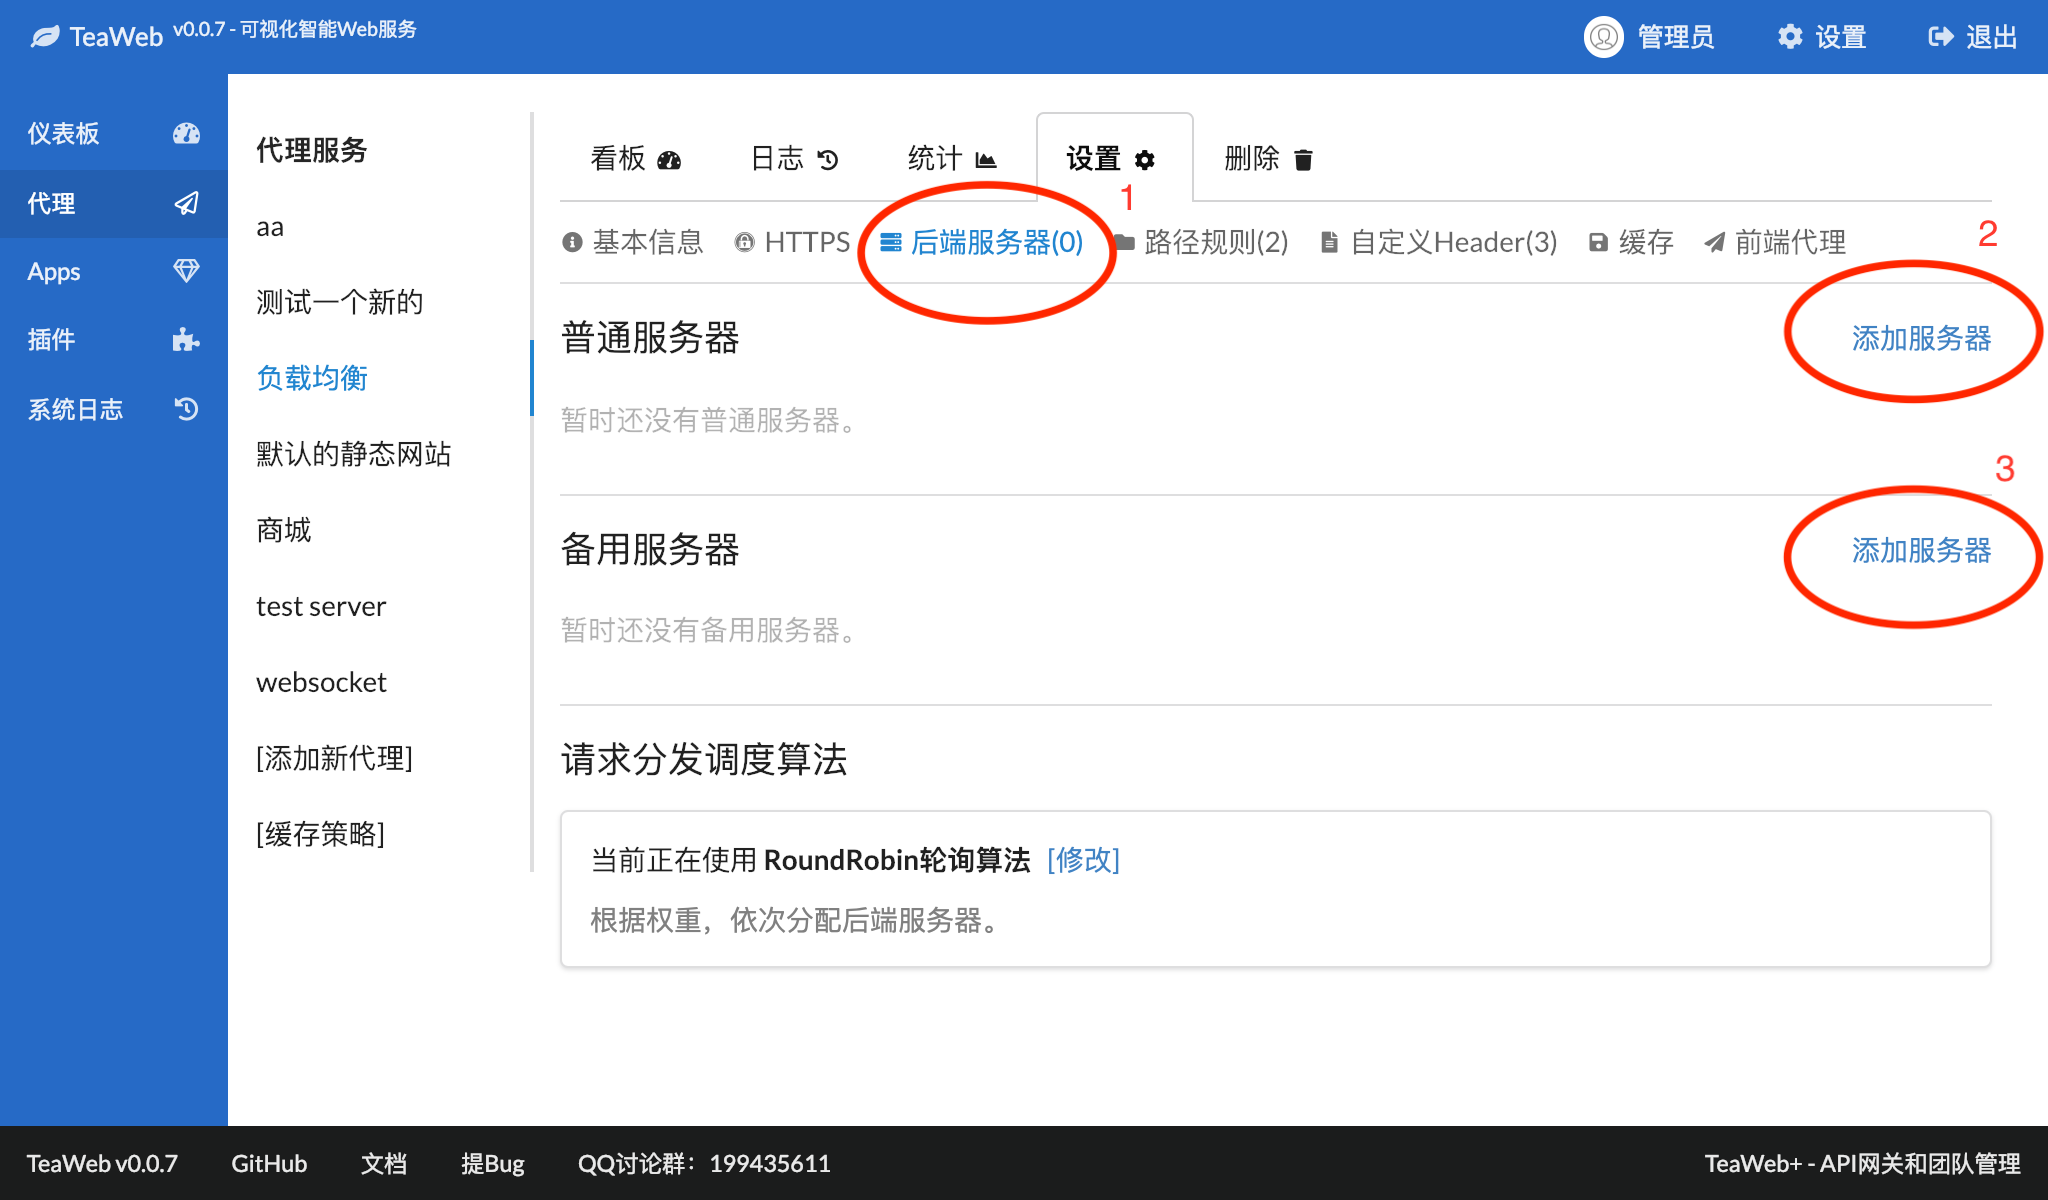 TeaWeb v0.0.7 - 可视化智能Web服务
管理员
设置
退出
仪表板
代理
Apps
插件
系统日志
代理服务
aa
测试一个新的
负载均衡
默认的静态网站
商城
test server
websocket
[添加新代理]
[缓存策略]
看板
日志
统计
设置
删除
1
基本信息
HTTPS
后端服务器(0)
路径规则(2)
自定义Header(3)
缓存
前端代理
2
普通服务器
添加服务器
暂时还没有普通服务器。
3
备用服务器
添加服务器
暂时还没有备用服务器。
请求分发调度算法
当前正在使用 RoundRobin轮询算法 [修改]
根据权重，依次分配后端服务器。
TeaWeb v0.0.7
GitHub
文档
提Bug
QQ讨论群：199435611
TeaWeb+ - API网关和团队管理